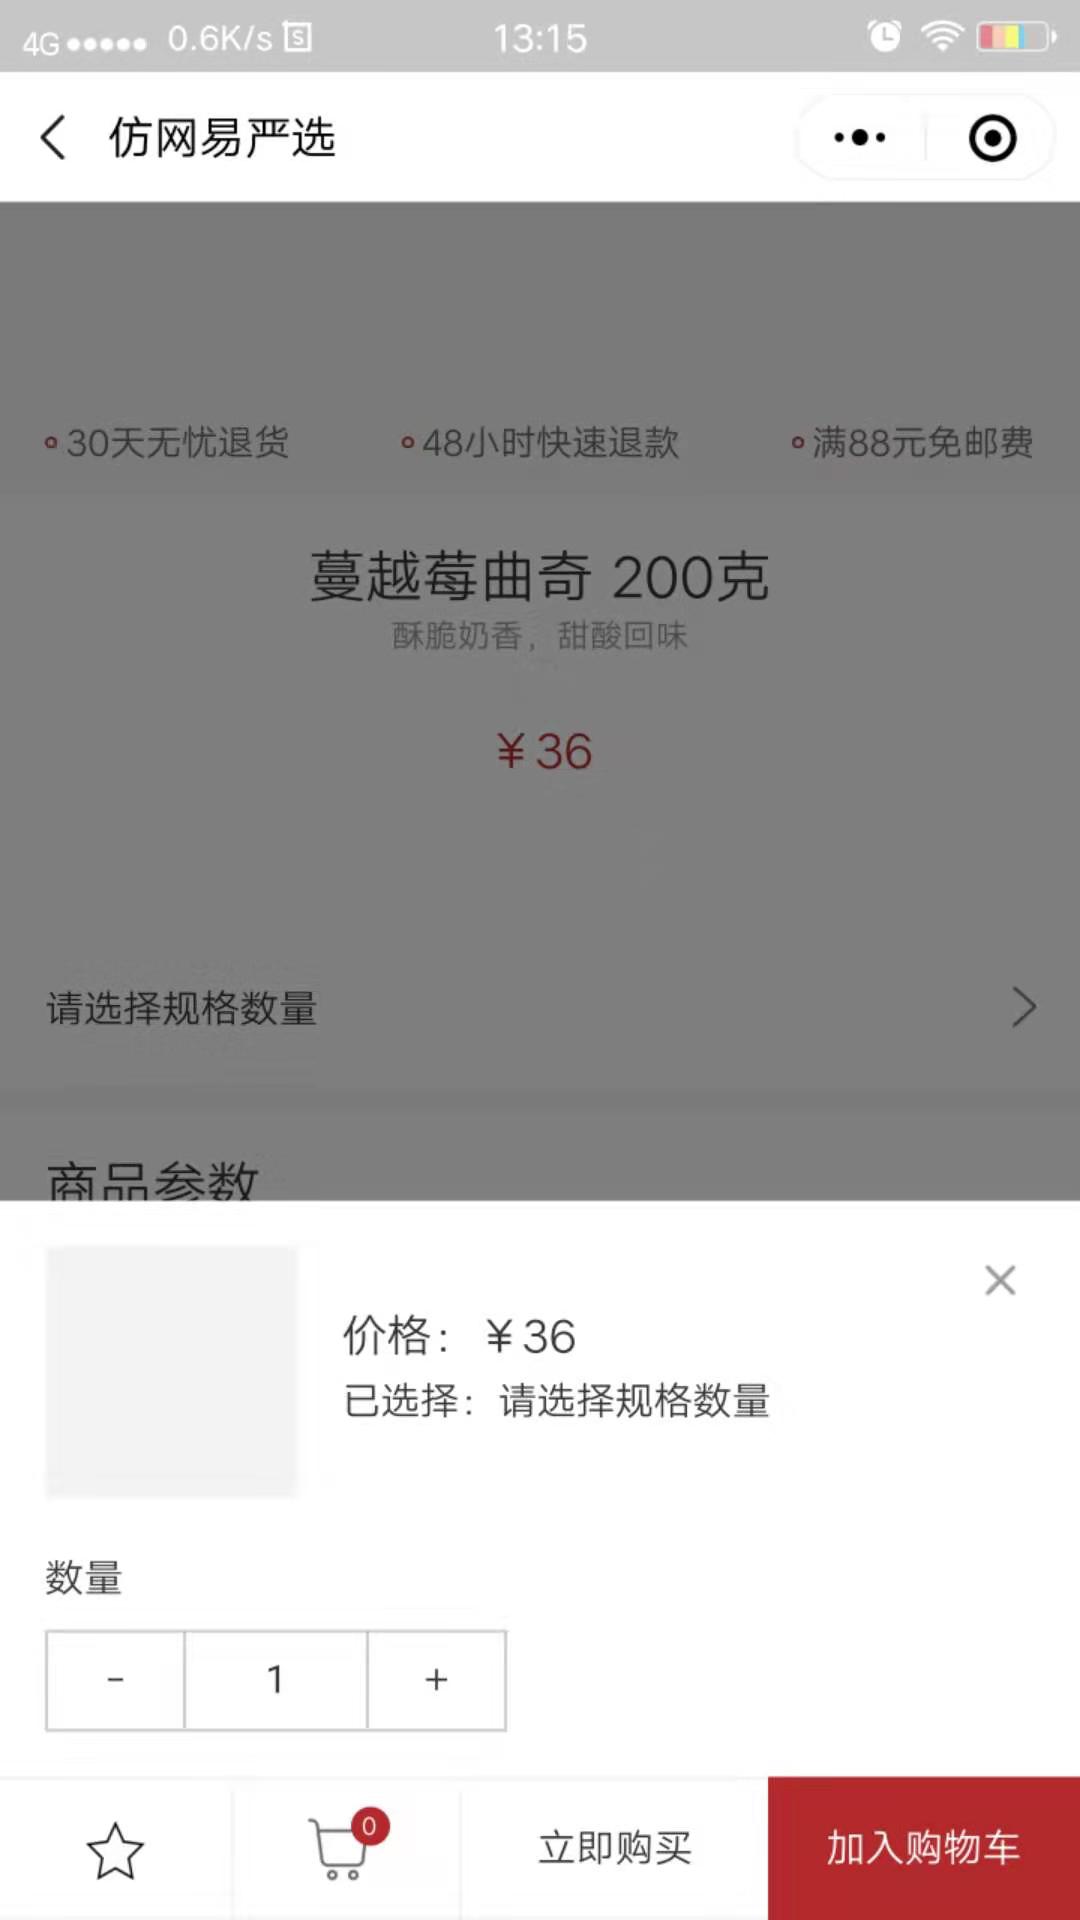 4G 0.6K/s 13:15
仿网易严选
30天无忧退货 48小时快速退款 满88元免邮费
蔓越莓曲奇 200克
酥脆奶香，甜酸回味
￥36
请选择规格数量
商品参数
价格：￥36
已选择：请选择规格数量
数量
- 1 +
0 立即购买 加入购物车